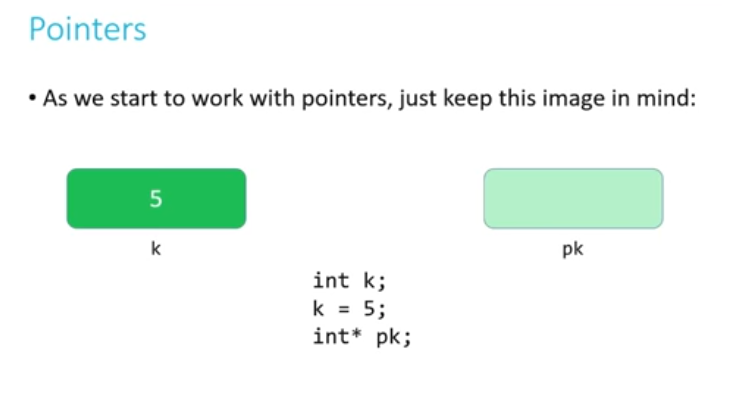 Pointers
• As we start to work with pointers, just keep this image in mind:
5
k
pk
int k;
k = 5;
int* pk;